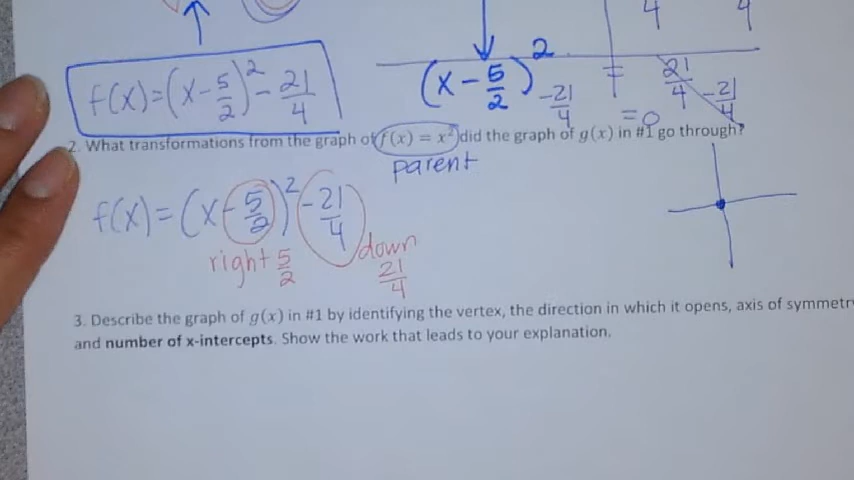 4 4
f(x)=(x-5/2)^2-21/4
(x-5/2)^2 -21/4 = 21/4 -21/4
=0
2. What transformations from the graph of f(x) = x² did the graph of g(x) in #1 go through?
parent
f(x)=(x-5/2)^2-21/4
right 5/2 down 21/4
3. Describe the graph of g(x) in #1 by identifying the vertex, the direction in which it opens, axis of symmetry
and number of x-intercepts. Show the work that leads to your explanation.